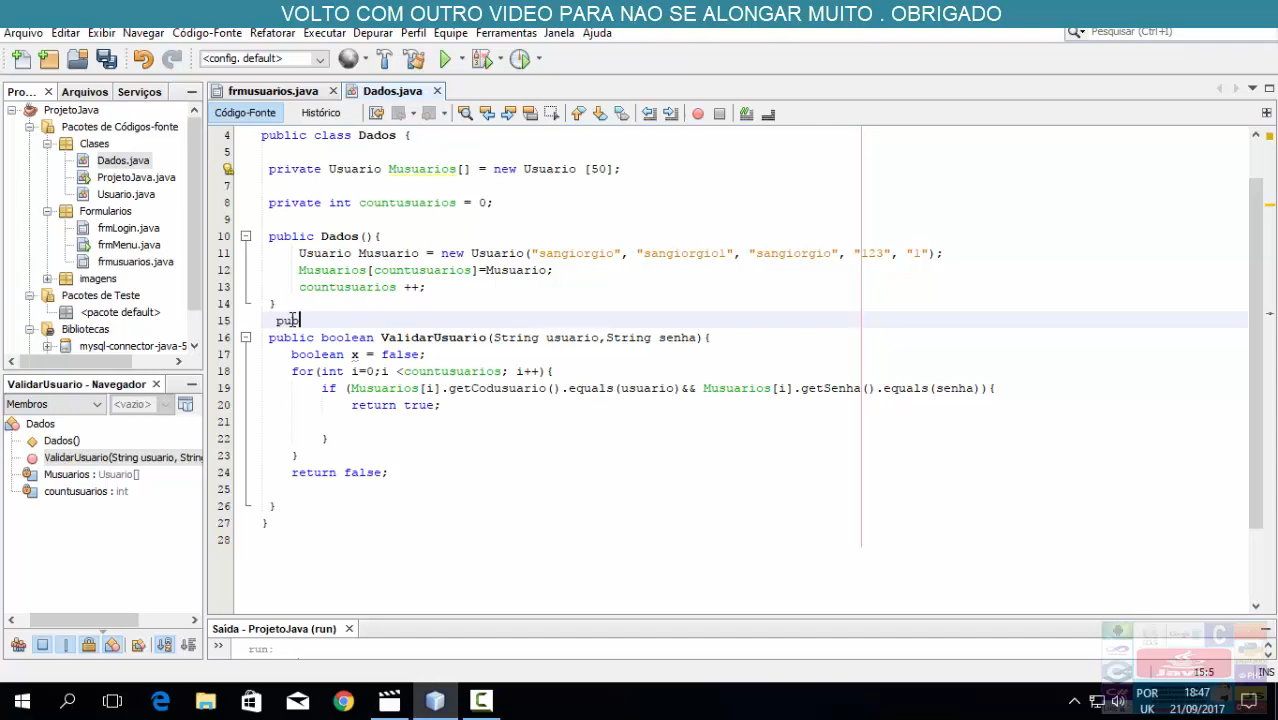 VOLTO COM OUTRO VIDEO PARA NAO SE ALONGAR MUITO . OBRIGADO
Arquivo Editar Exibir Navegar Código-Fonte Refatorar Executar Depurar Perfil Equipe Ferramentas Janela Ajuda
Pesquisar (Ctrl+I)
<config. default>
Pro... Arquivos Serviços
frmusuarios.java Dados.java
Código-Fonte Histórico
ProjetoJava
Pacotes de Códigos-fonte
Clases
Dados.java
ProjetoJava.java
Usuario.java
Formularios
frmLogin.java
frmMenu.java
frmusuarios.java
imagens
Pacotes de Teste
<pacote default>
Bibliotecas
mysql-connector-java-5
ValidarUsuario - Navegador
Membros <vazio>
Dados
Dados()
ValidarUsuario(String usuario, Strin
Musuarios : Usuario[]
countusuarios : int
4 public class Dados {
5
6 private Usuario Musuarios[] = new Usuario [50];
7
8 private int countusuarios = 0;
9
10 public Dados(){
11 Usuario Musuario = new Usuario("sangiorgio", "sangiorgio1", "sangiorgio", "123", "1");
12 Musuarios[countusuarios]=Musuario;
13 countusuarios ++;
14 }
15 pub
16 public boolean ValidarUsuario(String usuario,String senha){
17 boolean x = false;
18 for(int i=0;i <countusuarios; i++){
19 if (Musuarios[i].getCodusuario().equals(usuario)&& Musuarios[i].getSenha().equals(senha)){
20 return true;
21
22 }
23 }
24 return false;
25
26 }
27 }
28
Saída - ProjetoJava (run)
run:
15:5 INS
POR
UK
18:47
21/09/2017